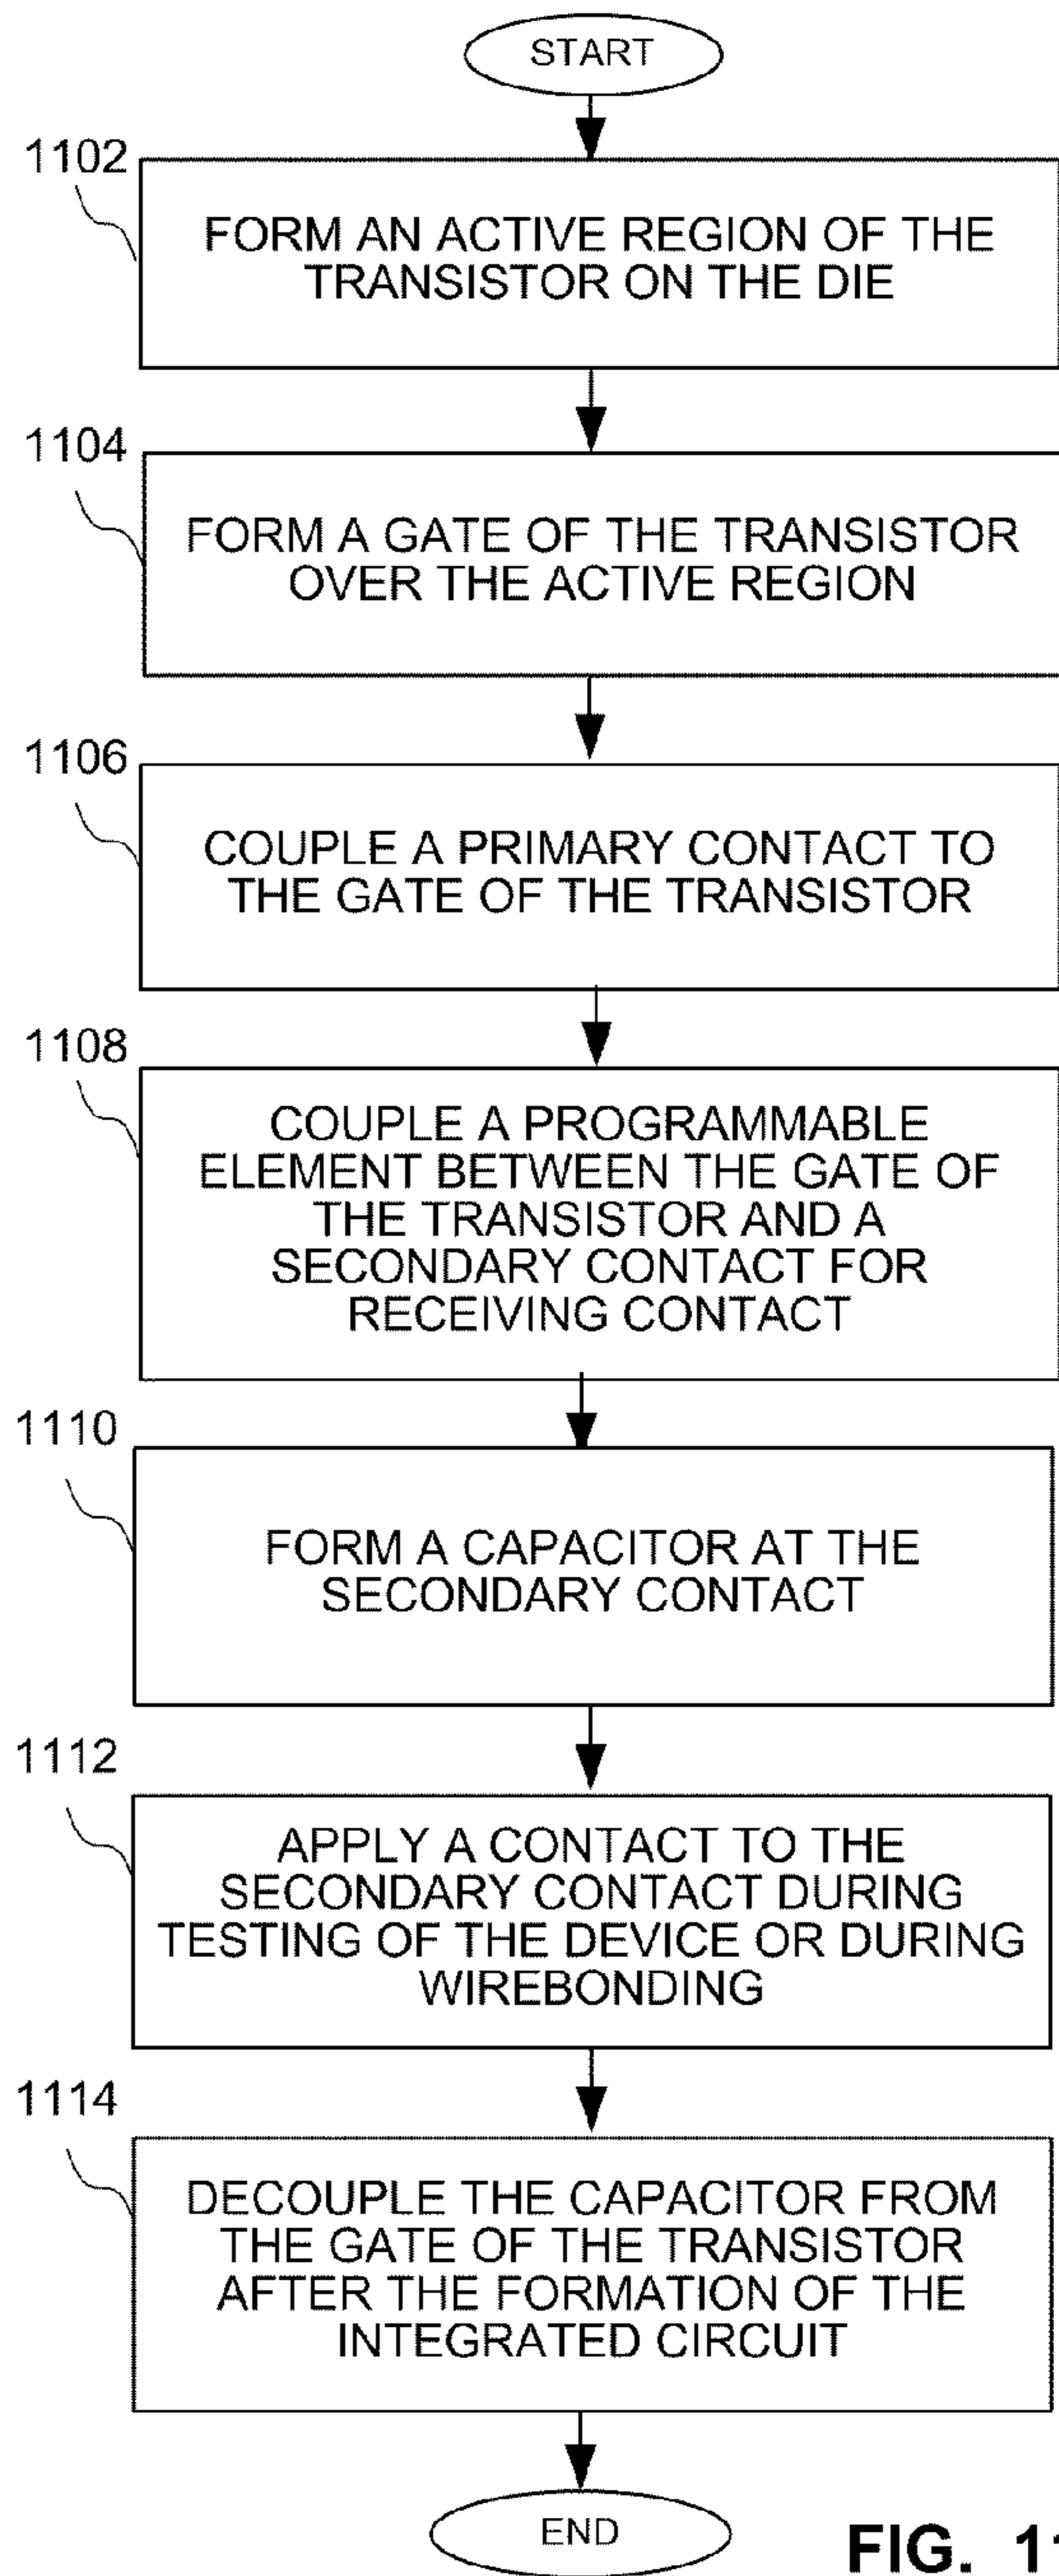 START
1102
FORM AN ACTIVE REGION OF THE
TRANSISTOR ON THE DIE
1104
FORM A GATE OF THE TRANSISTOR
OVER THE ACTIVE REGION
1106
COUPLE A PRIMARY CONTACT TO
THE GATE OF THE TRANSISTOR
1108
COUPLE A PROGRAMMABLE
ELEMENT BETWEEN THE GATE OF
THE TRANSISTOR AND A
SECONDARY CONTACT FOR
RECEIVING CONTACT
1110
FORM A CAPACITOR AT THE
SECONDARY CONTACT
1112
APPLY A CONTACT TO THE
SECONDARY CONTACT DURING
TESTING OF THE DEVICE OR DURING
WIREBONDING
1114
DECOUPLE THE CAPACITOR FROM
THE GATE OF THE TRANSISTOR
AFTER THE FORMATION OF THE
INTEGRATED CIRCUIT
END
FIG. 11